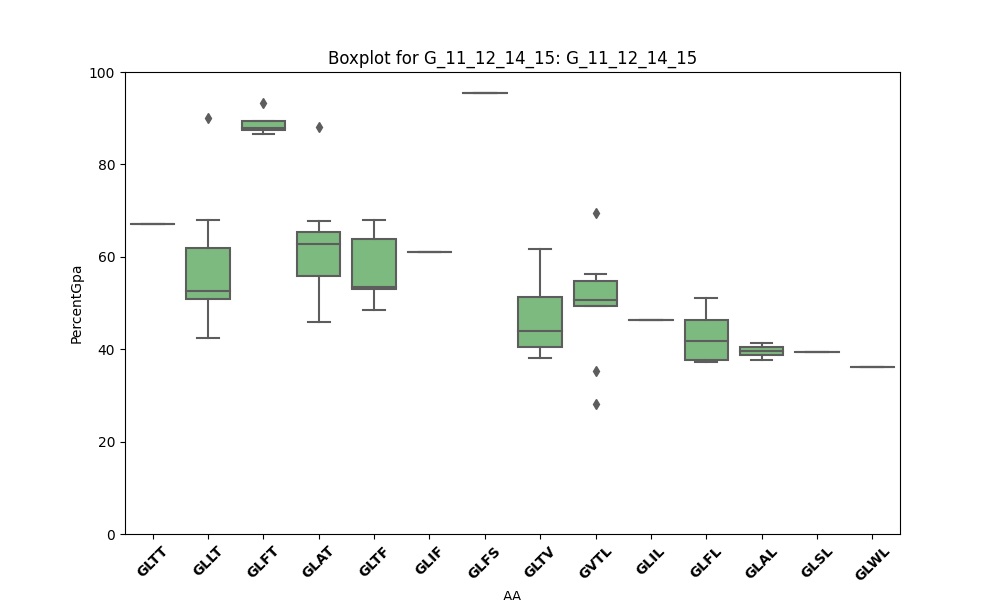 Boxplot for G_11_12_14_15: G_11_12_14_15
100
80
60
40
20
0
PercentGpa
GLTT
GLLT
GLFT
GLAT
GLTF
GLIF
GLFS
GLTV
GVTL
GLIL
GLFL
GLAL
GLSL
GLWL
AA